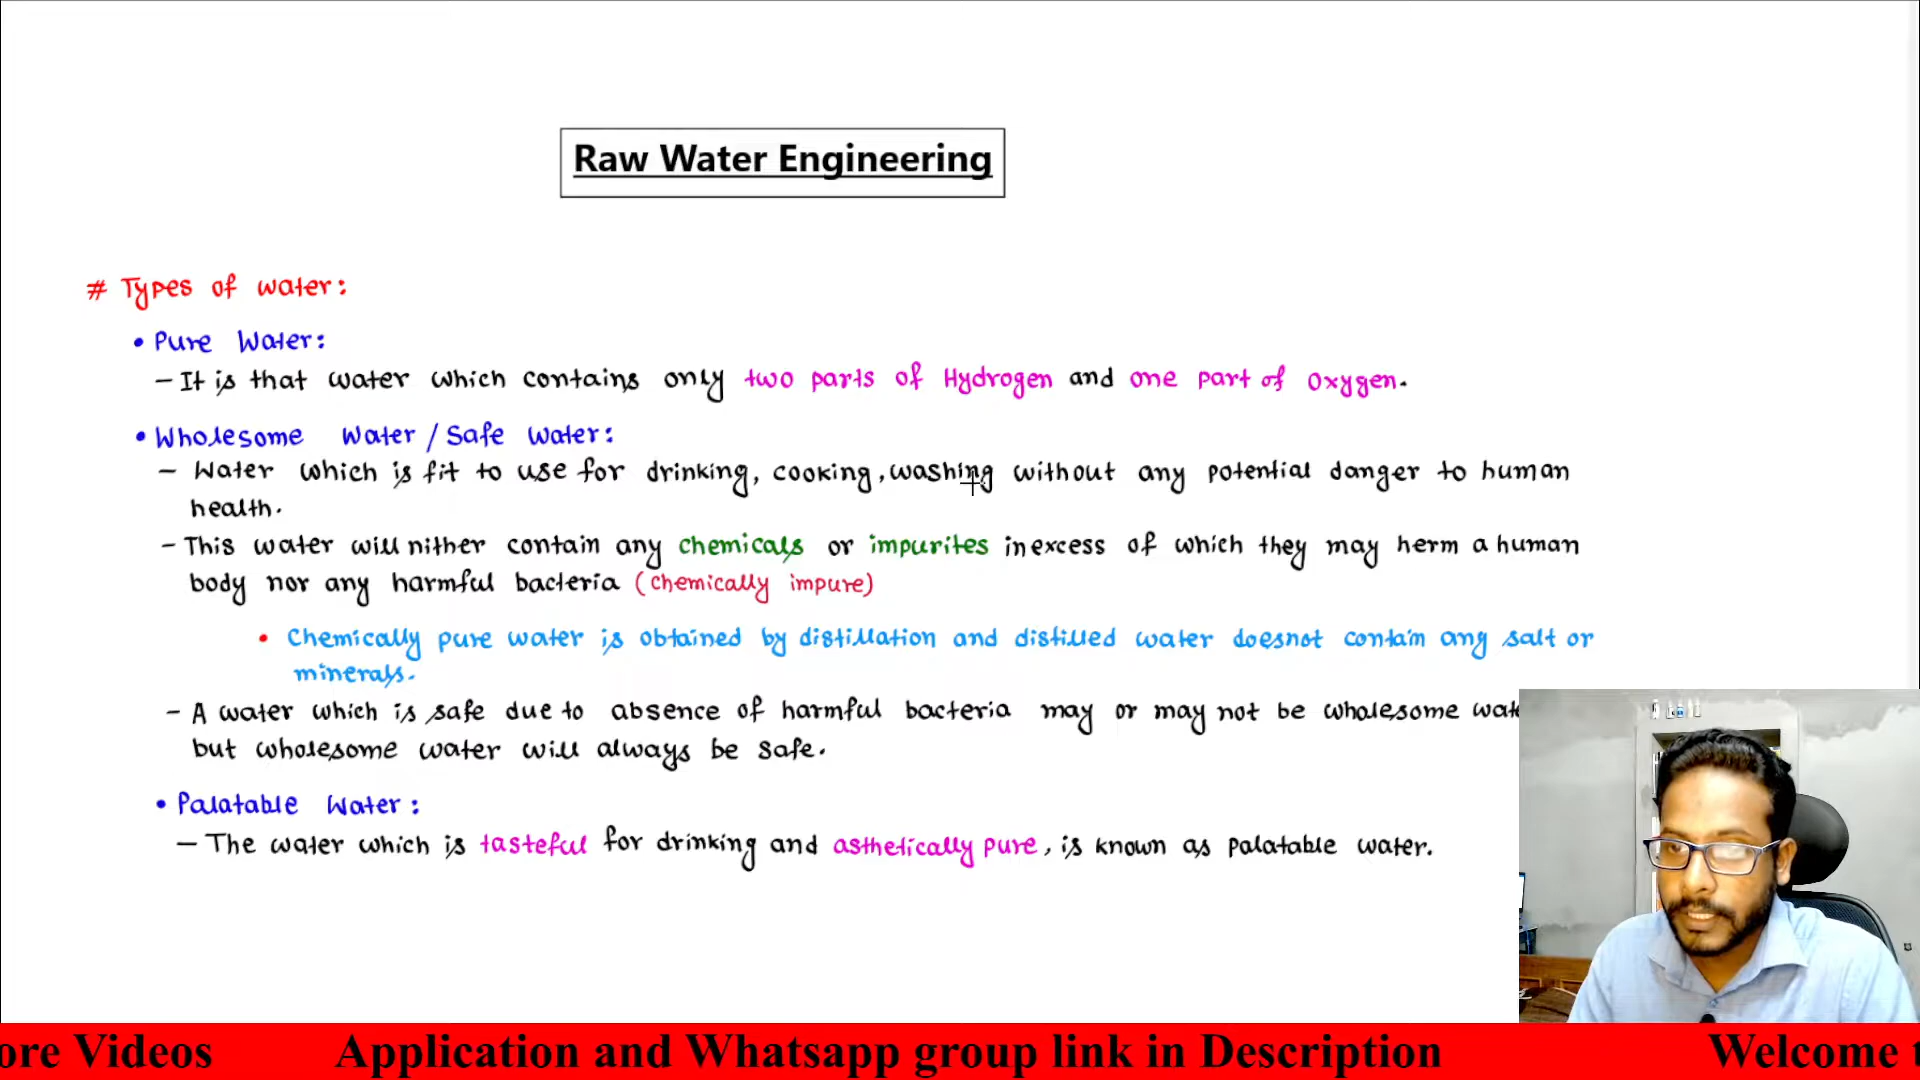 Raw Water Engineering
# Types of water:
• Pure Water:
– It is that water which contains only two parts of Hydrogen and one part of Oxygen.
• Wholesome Water / Safe Water:
– Water which is fit to use for drinking, cooking, washing without any potential danger to human
health.
– This water will nither contain any chemicals or impurites in excess of which they may herm a human
body nor any harmful bacteria (chemically impure)
• Chemically pure water is obtained by distillation and distilled water doesnot contain any salt or
minerals.
– A water which is safe due to absence of harmful bacteria may or may not be wholesome
but wholesome water will always be safe.
• Palatable Water:
– The water which is tasteful for drinking and asthetically pure, is known as palatable water.
ore Videos Application and Whatsapp group link in Description Welcome t